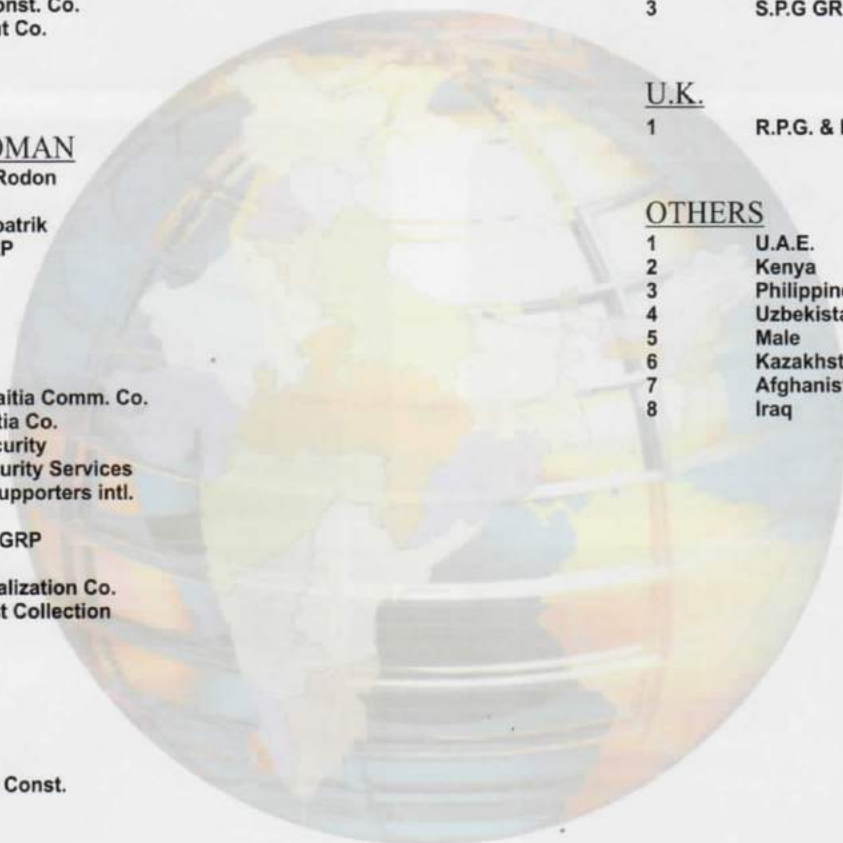 onst. Co.
t Co.
OMAN
Rodon
patrik
P
aitia Comm. Co.
tia Co.
curity
urity Services
upporters intl.
GRP
alization Co.
t Collection
Const.
3 S.P.G GR
U.K.
1 R.P.G. &
OTHERS
1 U.A.E.
2 Kenya
3 Philippin
4 Uzbekista
5 Male
6 Kazakhst
7 Afghanis
8 Iraq